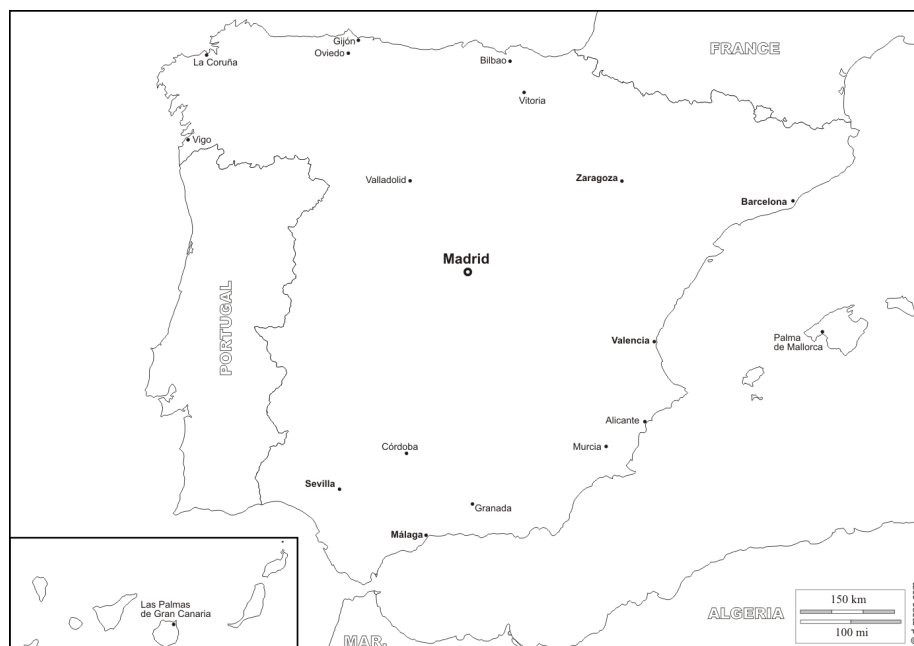 Gijón
FRANCE
La Coruña
Oviedo
Bilbao
Vitoria
Vigo
Valladolid
Zaragoza
Barcelona
Madrid
PORTUGAL
Valencia
Palma
de Mallorca
Alicante
Córdoba
Murcia
Sevilla
Granada
Málaga
Las Palmas
de Gran Canaria
ALGERIA
MAR.
150 km
100 mi